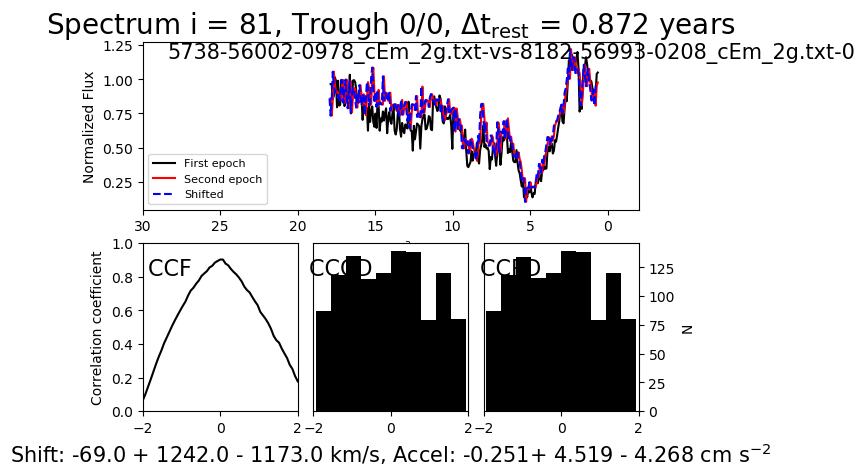 Spectrum i = 81, Trough 0/0, Δt_rest = 0.872 years
5738-56002-0978_cEm_2g.txt-vs-8182-56993-0208_cEm_2g.txt-0
Normalized Flux
1.25
1.00
0.75
0.50
0.25
First epoch
Second epoch
Shifted
30 25 20 15 10 5 0
Correlation coefficient
1.0
0.8
0.6
0.4
0.2
0.0
CCF
CCCD
CCPD
125
100
75
50
25
0
N
−2 0 2
−2 0 2
−2 0 2
Shift: -69.0 + 1242.0 - 1173.0 km/s, Accel: -0.251+ 4.519 - 4.268 cm s⁻²